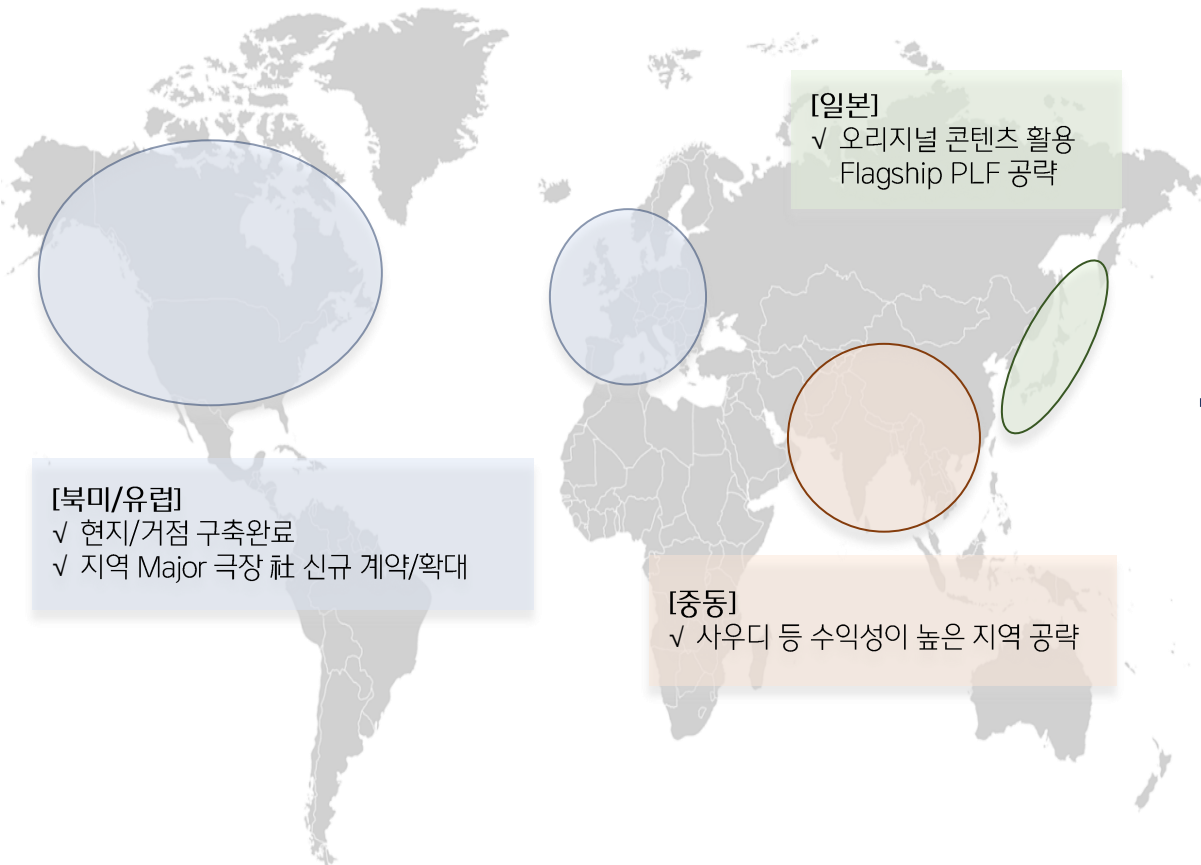 [일본]
√ 오리지널 콘텐츠 활용
Flagship PLF 공략
[북미/유럽]
√ 현지/거점 구축완료
√ 지역 Major 극장 社 신규 계약/확대
[중동]
√ 사우디 등 수익성이 높은 지역 공략